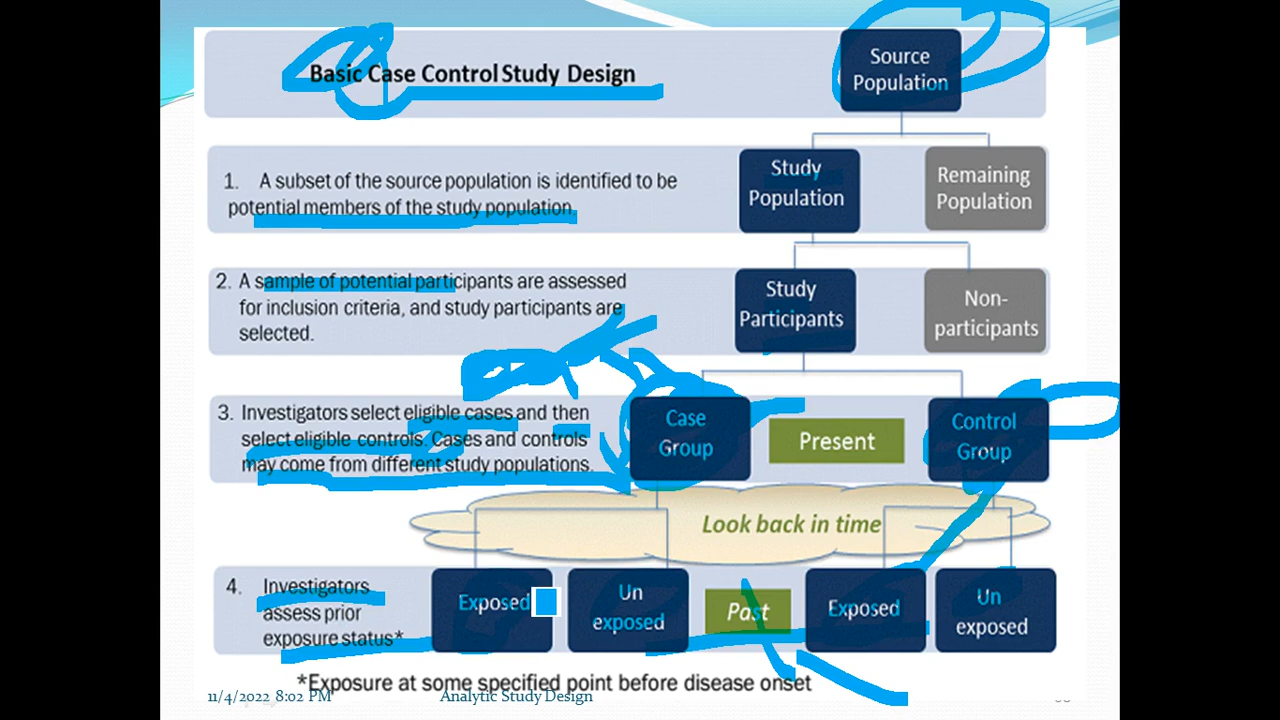 Basic Case Control Study Design
Source
Population
1. A subset of the source population is identified to be
potential members of the study population.
Study
Population
Remaining
Population
2. A sample of potential participants are assessed
for inclusion criteria, and study participants are
selected.
Study
Participants
Non-
participants
3. Investigators select eligible cases and then
select eligible controls. Cases and controls
may come from different study populations.
Case
Group
Present
Control
Group
Look back in time
4. Investigators
assess prior
exposure status*
Exposed
Un
exposed
Past
Exposed
Un
exposed
*Exposure at some specified point before disease onset
11/4/2022 8:02 PM
Analytic Study Design